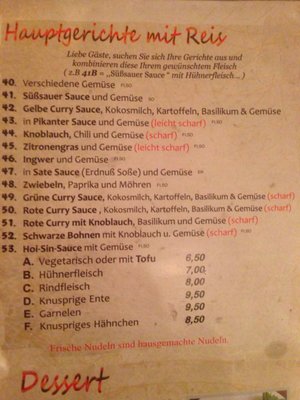 Hauptgerichte mit Reis
Liebe Gäste, suchen Sie sich Ihre Gerichte aus und
kombinieren diese Ihrem gewünschtem Fleisch
( z.B 41B = „Süßsauer Sauce “ mit Hühnerfleisch... )
40. Verschiedene Gemüse
41. Süßsauer Sauce und Gemüse
42. Gelbe Curry Sauce, Kokosmilch, Kartoffeln, Basilikum & Gemüse
43. in Pikanter Sauce und Gemüse (leicht scharf)
44. Knoblauch, Chili und Gemüse (scharf)
45. Zitronengras und Gemüse (leicht scharf)
46. Ingwer und Gemüse
47. in Sate Sauce (Erdnuß Soße) und Gemüse
48. Zwiebeln, Paprika und Möhren
49. Grüne Curry Sauce, Kokosmilch, Kartoffeln, Basilikum & Gemüse (scharf)
50. Rote Curry Sauce , Kokosmilch, Kartoffeln, Basilikum & Gemüse (scharf)
51. Rote Curry mit Knoblauch, Basilikum und Gemüse (scharf)
52. Schwarze Bohnen mit Knoblauch u. Gemüse (scharf)
53. Hoi-Sin-Sauce mit Gemüse
A. Vegetarisch oder mit Tofu 6,50
B. Hühnerfleisch 7,00
C. Rindfleisch 8,00
D. Knusprige Ente 9,50
E. Garnelen 9,50
F. Knuspriges Hähnchen 8,50
Frische Nudeln sind hausgemachte Nudeln.
Dessert